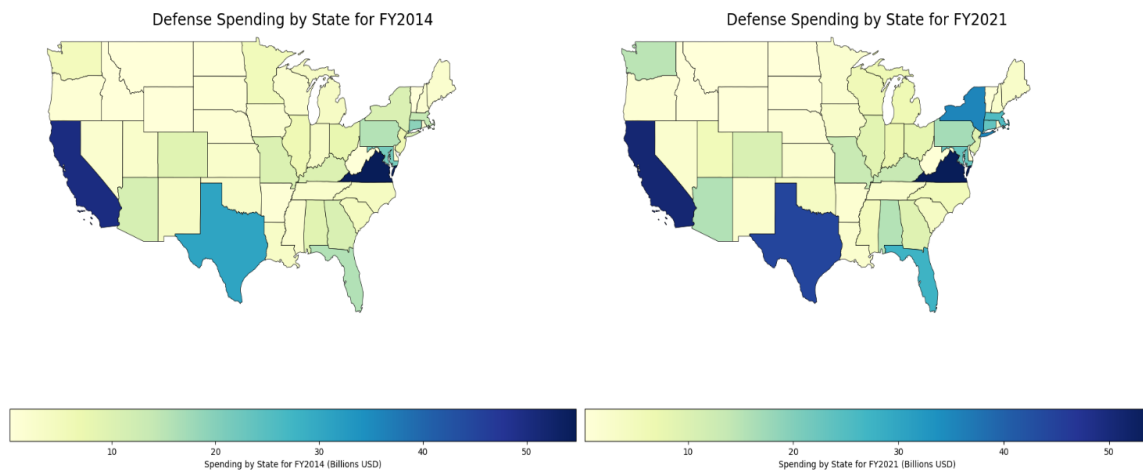 Defense Spending by State for FY2014
Defense Spending by State for FY2021
10 20 30 40 50
Spending by State for FY2014 (Billions USD)
10 20 30 40 50
Spending by State for FY2021 (Billions USD)